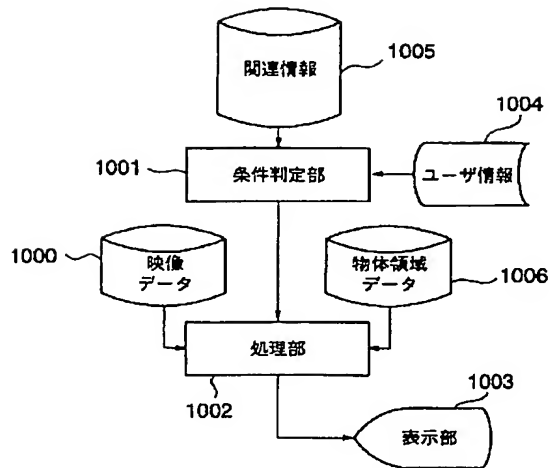 関連情報
1005
1004
1001
条件判定部
ユーザ情報
1000
映像
データ
物体領域
データ
1006
処理部
1002
1003
表示部